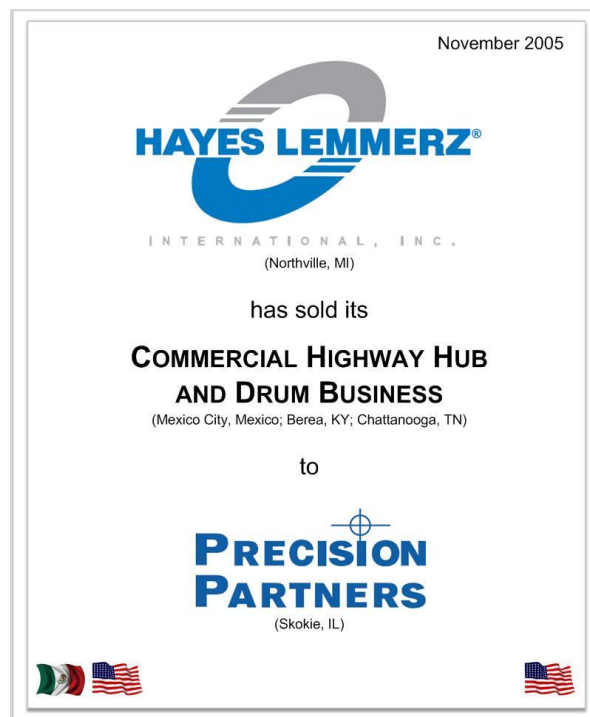 November 2005
HAYES LEMMERZ®
INTERNATIONAL, INC.
(Northville, MI)
has sold its
COMMERCIAL HIGHWAY HUB
AND DRUM BUSINESS
(Mexico City, Mexico; Berea, KY; Chattanooga, TN)
to
PRECISION
PARTNERS
(Skokie, IL)